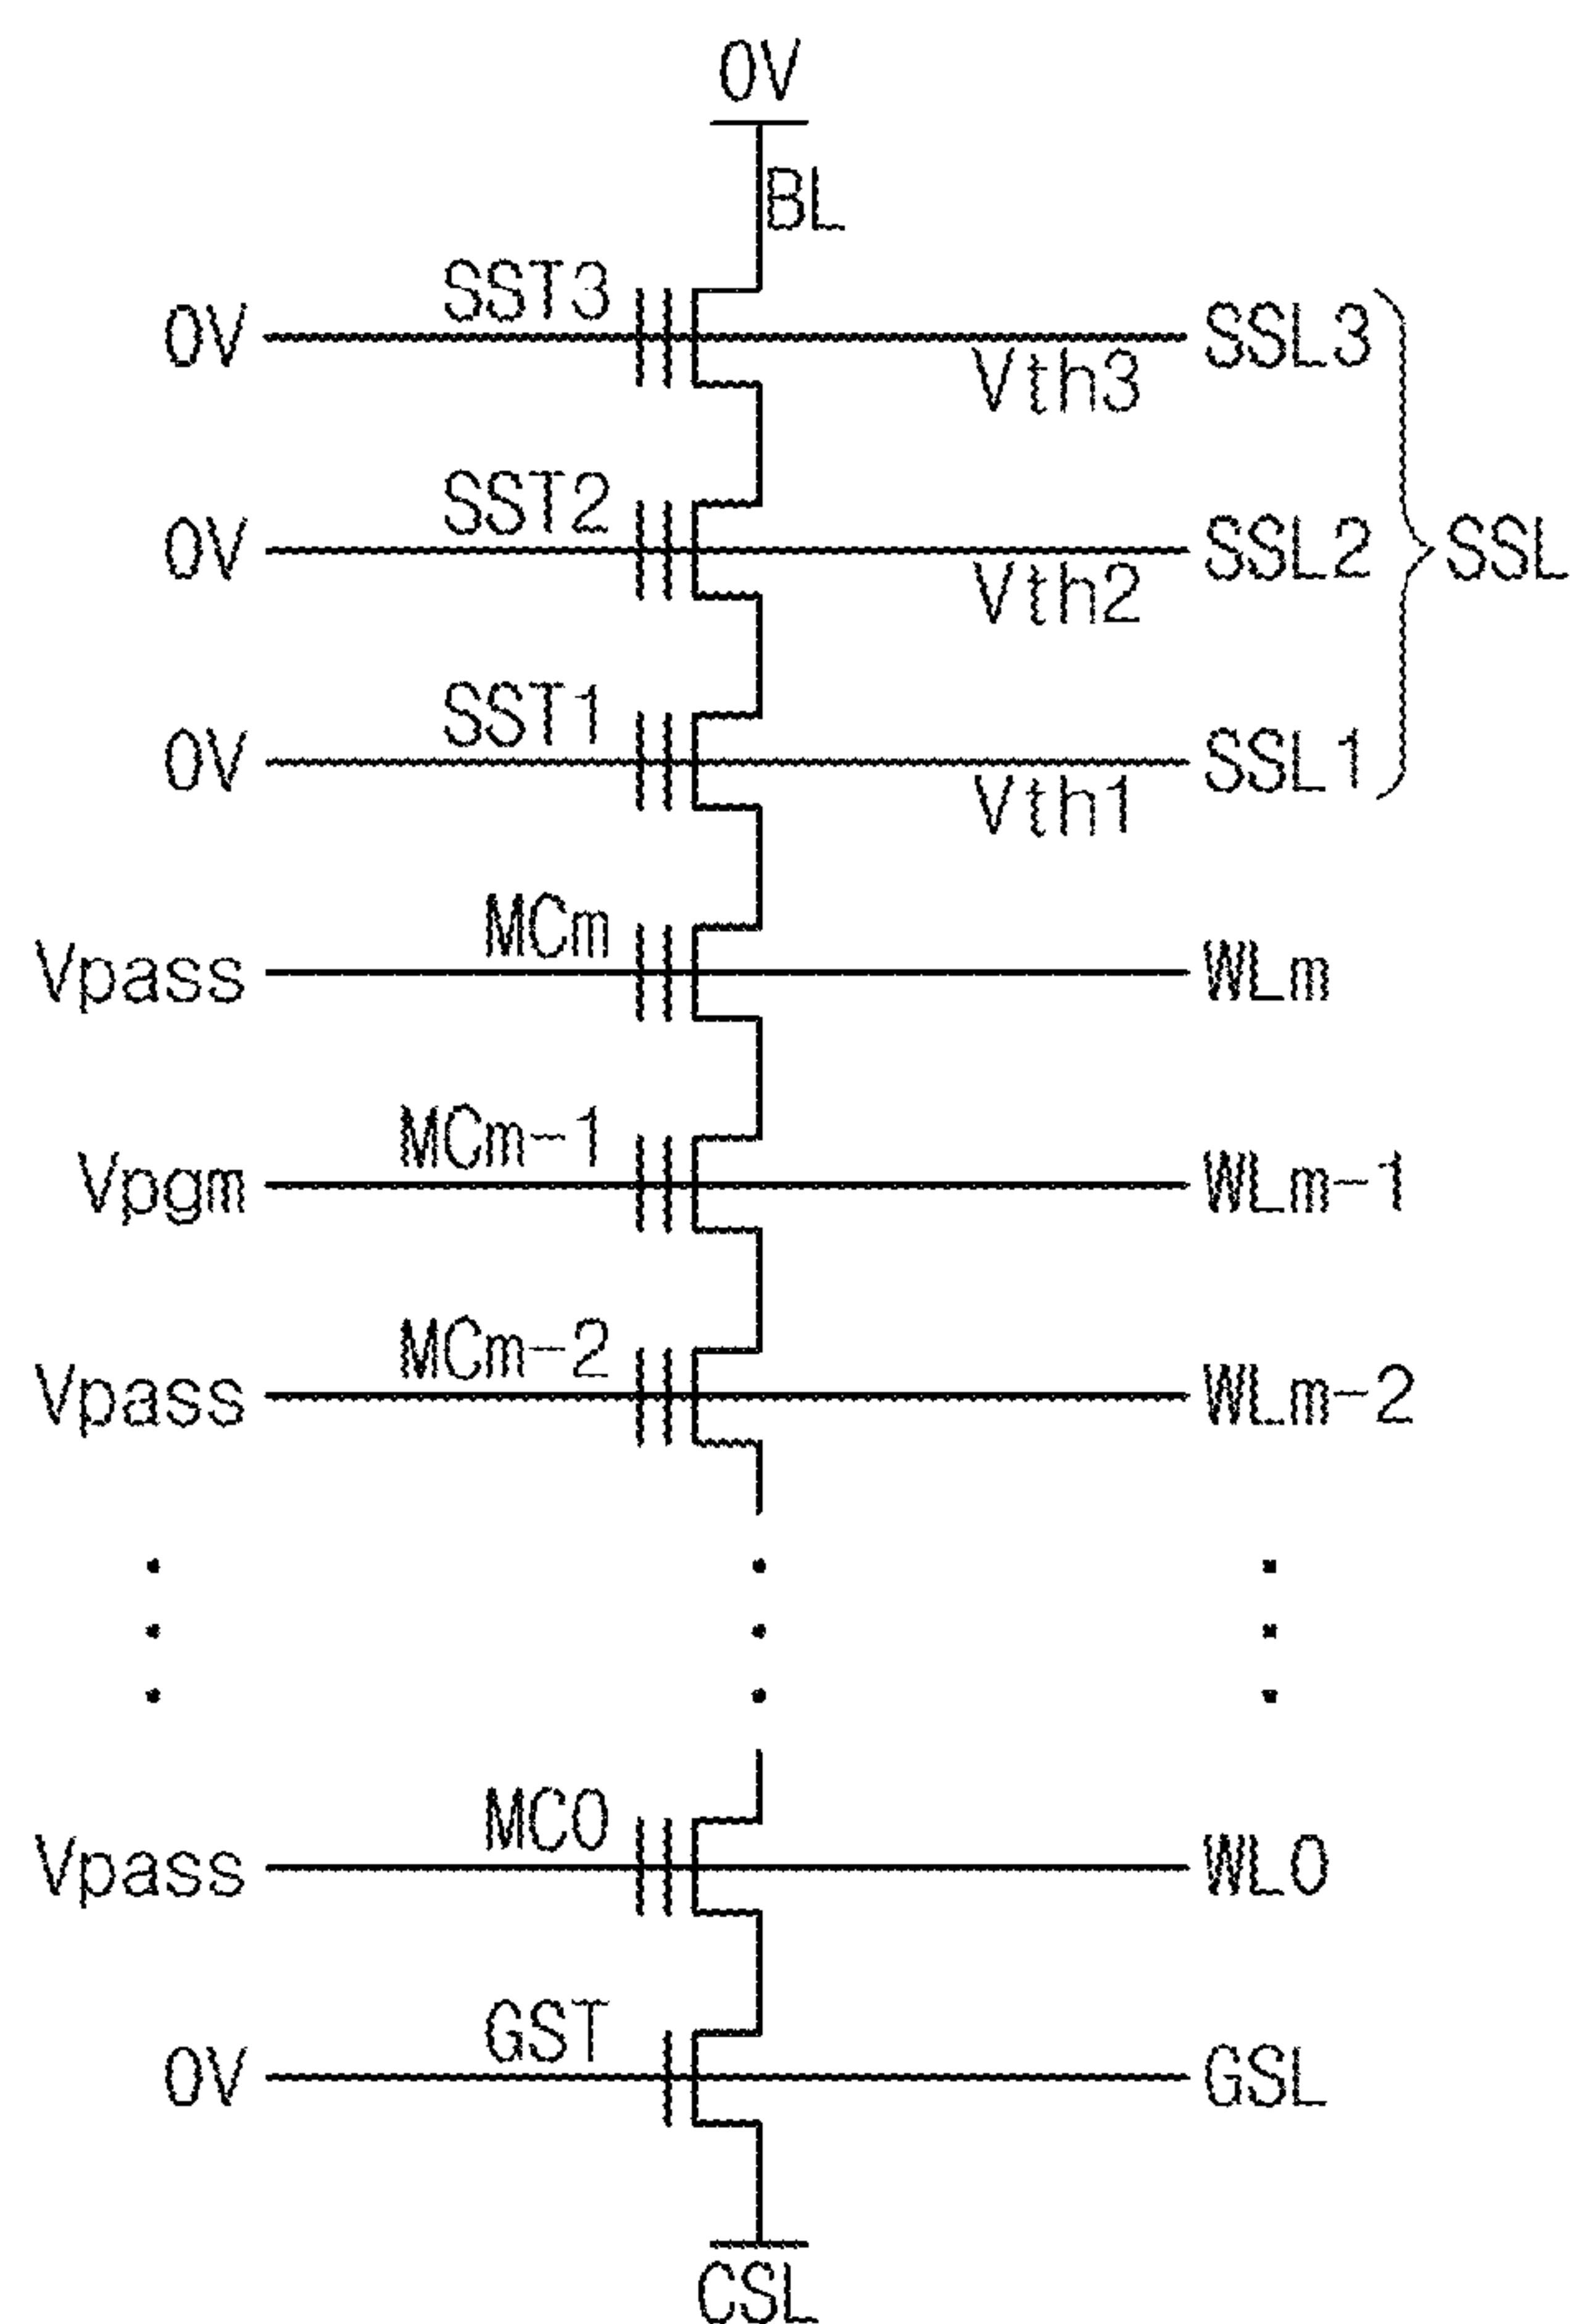 0V
BL
SST3
0V SSL3
Vth3
SST2
0V SSL2 SSL
Vth2
SST1
0V SSL1
Vth1
MCm
Vpass WLm
MCm-1
Vpgm WLm-1
MCm-2
Vpass WLm-2
MC0
Vpass WL0
GST
0V GSL
CSL